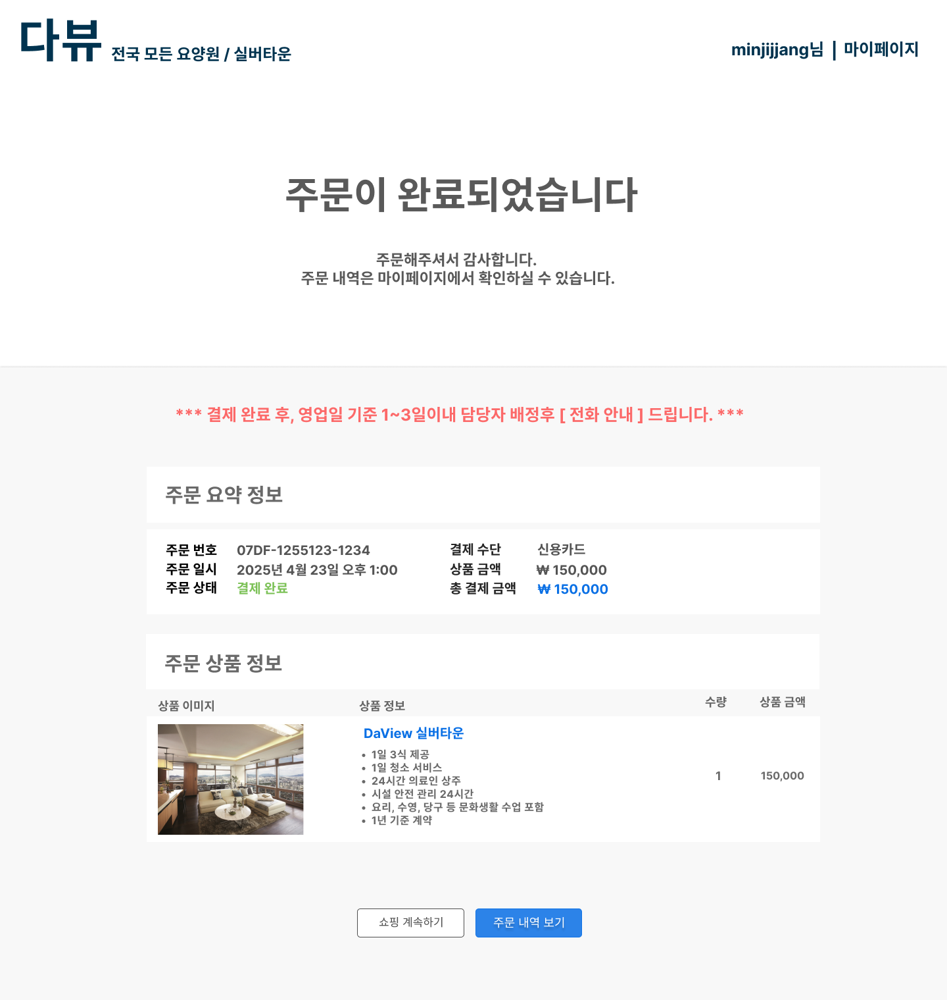 다뷰 전국 모든 요양원 / 실버타운
minjijjang님 | 마이페이지
주문이 완료되었습니다
주문해주셔서 감사합니다.
주문 내역은 마이페이지에서 확인하실 수 있습니다.
*** 결제 완료 후, 영업일 기준 1~3일이내 담당자 배정후 [ 전화 안내 ] 드립니다. ***
주문 요약 정보
주문 번호 07DF-1255123-1234
주문 일시 2025년 4월 23일 오후 1:00
주문 상태 결제 완료
결제 수단 신용카드
상품 금액 ₩ 150,000
총 결제 금액 ₩ 150,000
주문 상품 정보
상품 이미지 상품 정보 수량 상품 금액
DaView 실버타운
• 1일 3식 제공
• 1일 청소 서비스
• 24시간 의료인 상주
• 시설 안전 관리 24시간
• 요리, 수영, 당구 등 문화생활 수업 포함
• 1년 기준 계약
1 150,000
쇼핑 계속하기 주문 내역 보기